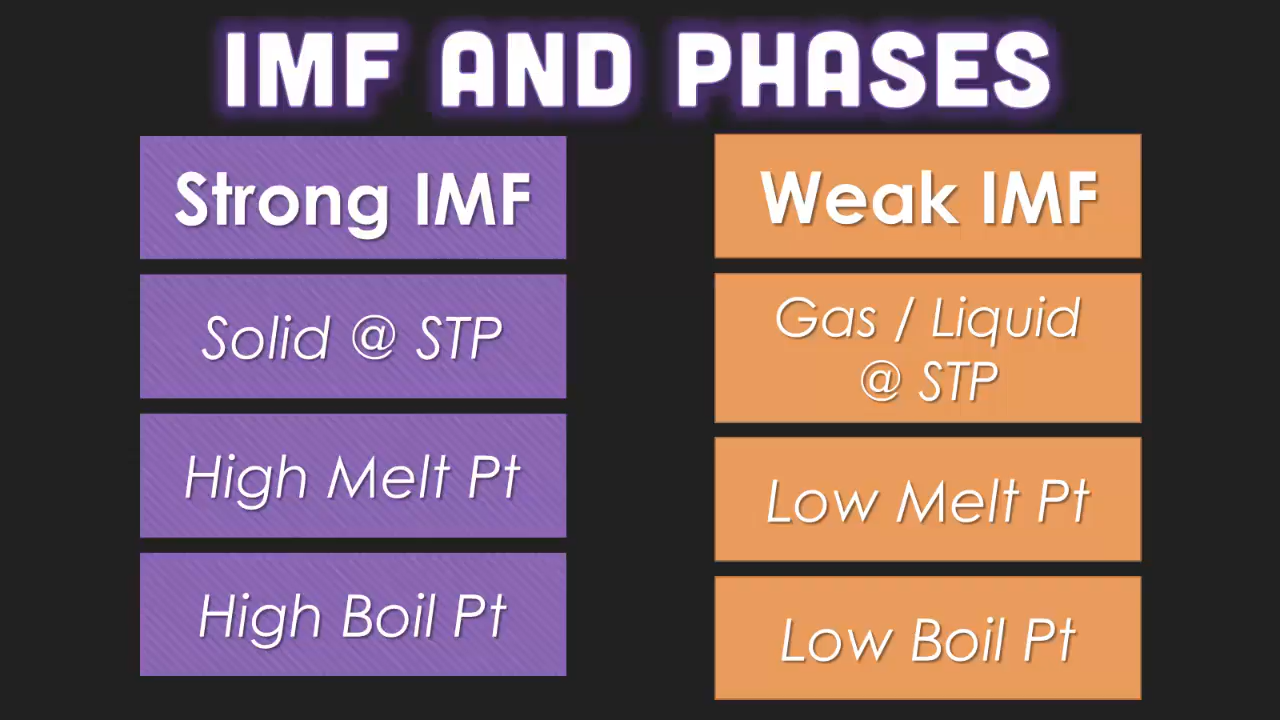 IMF AND PHASES
Strong IMF
Solid @ STP
High Melt Pt
High Boil Pt
Weak IMF
Gas / Liquid
@ STP
Low Melt Pt
Low Boil Pt